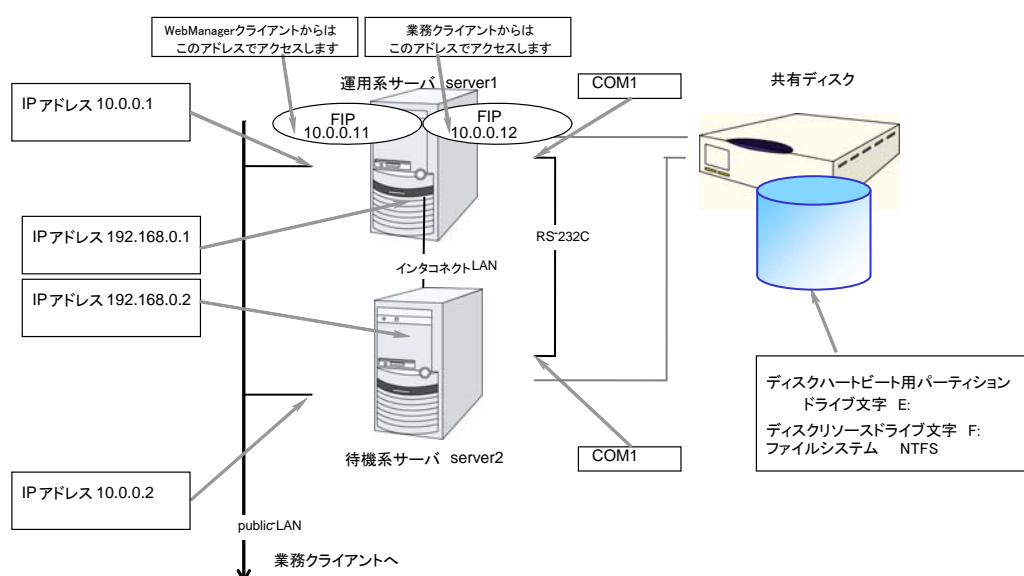 WebManagerクライアントからは
このアドレスでアクセスします
業務クライアントからは
このアドレスでアクセスします
運用系サーバ server1
COM1
共有ディスク
IPアドレス 10.0.0.1
FIP
10.0.0.11
FIP
10.0.0.12
IPアドレス 192.168.0.1
RS-232C
インタコネクトLAN
IPアドレス 192.168.0.2
ディスクハートビート用パーティション
ドライブ文字 E:
ディスクリソースドライブ文字 F:
ファイルシステム NTFS
待機系サーバ server2
COM1
IPアドレス 10.0.0.2
public-LAN
業務クライアントへ